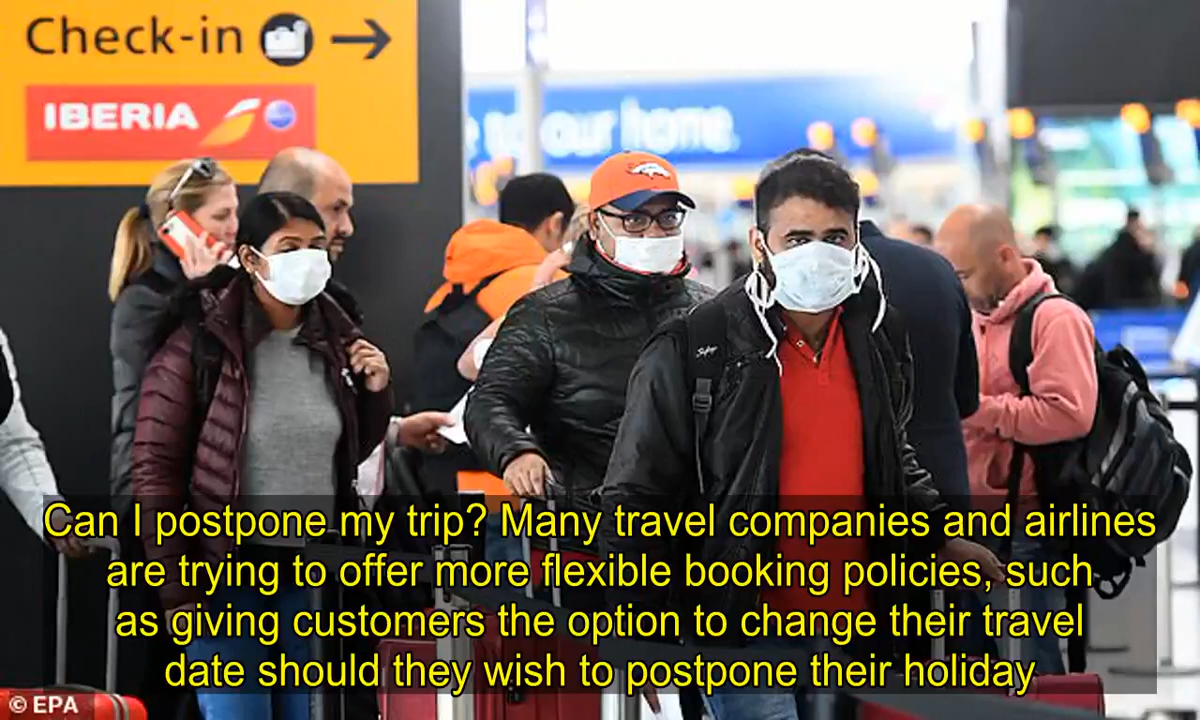 Check-in →
IBERIA
to our home.
Can I postpone my trip? Many travel companies and airlines
are trying to offer more flexible booking policies, such
as giving customers the option to change their travel
date should they wish to postpone their holiday
© EPA